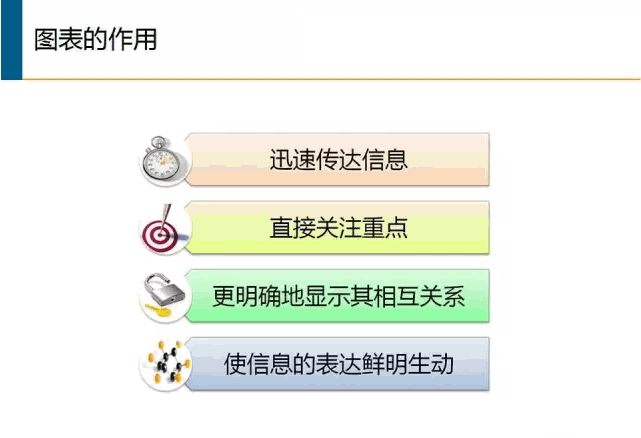 图表的作用
迅速传达信息
直接关注重点
更明确地显示其相互关系
使信息的表达鲜明生动